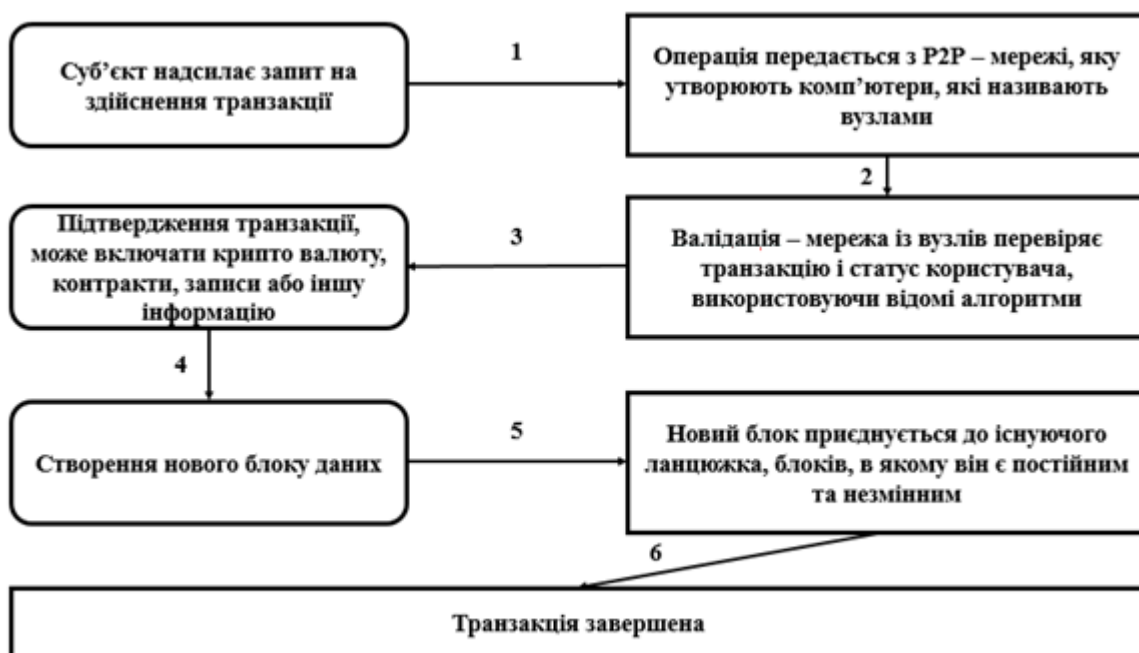 1
Суб’єкт надсилає запит на
здійснення транзакції
Операція передається з P2P – мережі, яку
утворюють комп’ютери, які називають
вузлами
2
Підтвердження транзакції,
може включати крипто валюту,
контракти, записи або іншу
інформацію
3
Валідація – мережа із вузлів перевіряє
транзакцію і статус користувача,
використовуючи відомі алгоритми
4
Створення нового блоку даних
5
Новий блок приєднується до існуючого
ланцюжка, блоків, в якому він є постійним
та незмінним
6
Транзакція завершена